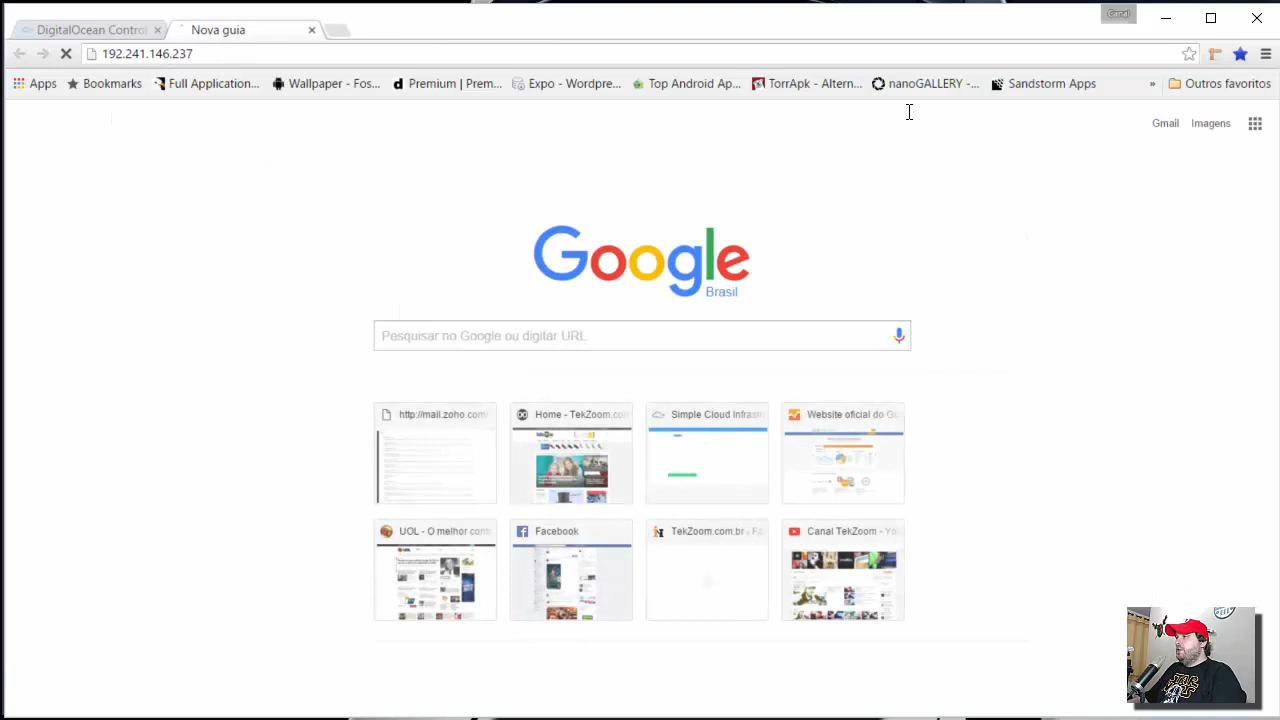 Canal
DigitalOcean Control
Nova guia
192.241.146.237
Apps
Bookmarks
Full Application...
Wallpaper - Fos...
Premium | Prem...
Expo - Wordpre...
Top Android Ap...
TorrApk - Altern...
nanoGALLERY -...
Sandstorm Apps
»
Outros favoritos
Gmail
Imagens
Google
Brasil
Pesquisar no Google ou digitar URL
http://mail.zoho.com/
Home - TekZoom.com
Simple Cloud Infrastr
Website oficial do Go
UOL - O melhor cont
Facebook
TekZoom.com.br - Fa
Canal TekZoom - Yo